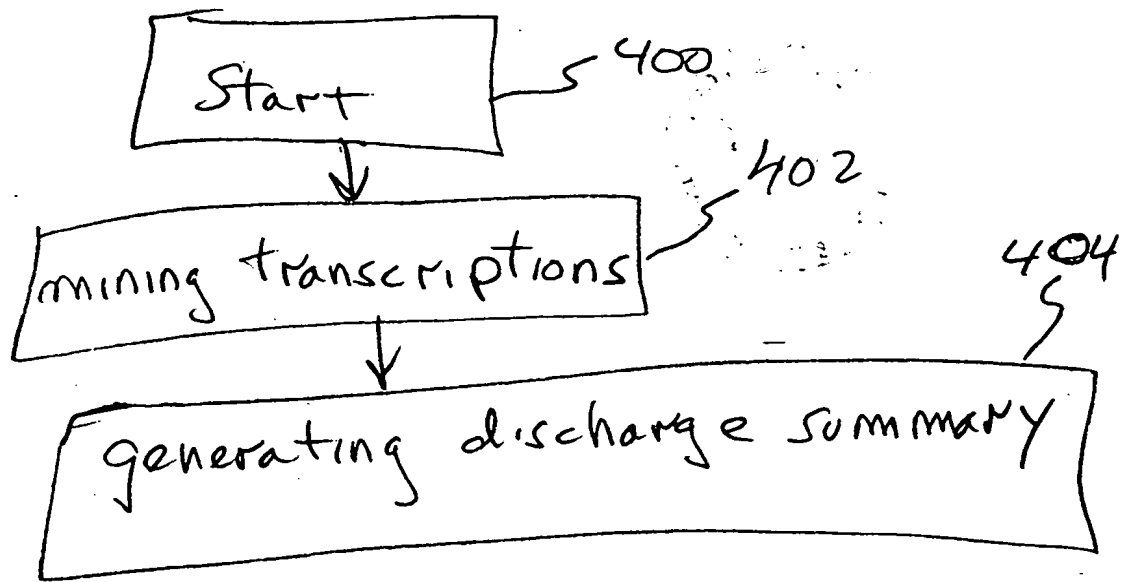 Start
400
mining transcriptions
402
404
generating discharge summary